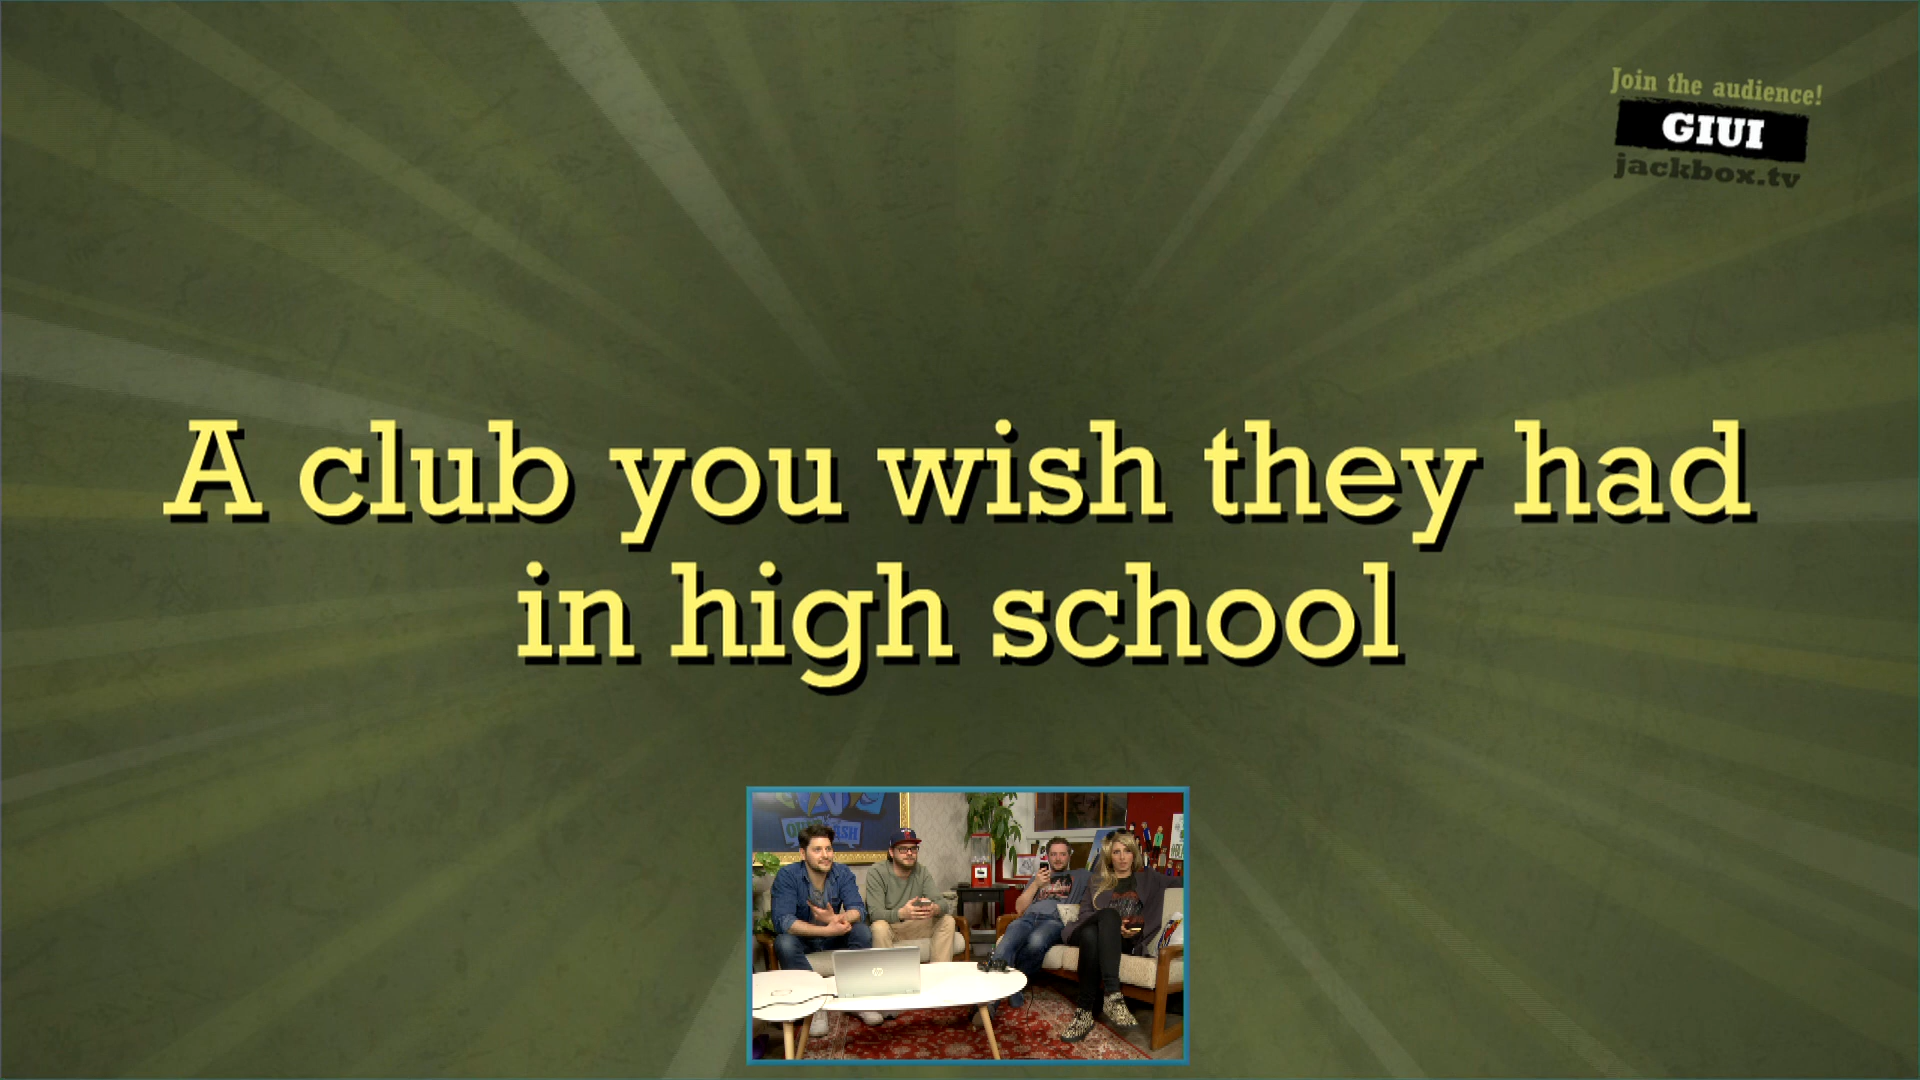 Join the audience!
GIUI
jackbox.tv
A club you wish they had
in high school